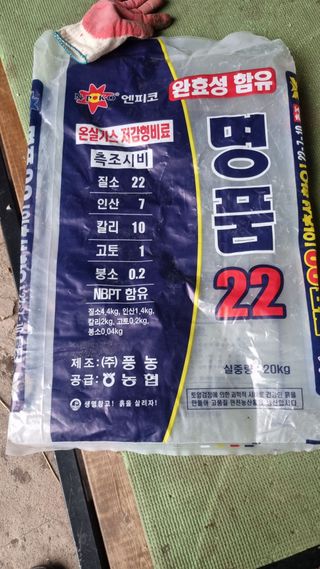 엔피코
완효성 함유
온실가스 저감형비료
측조시비
질소 22
인산 7
칼리 10
고토 1
붕소 0.2
NBPT 함유
질소4.4kg, 인산1.4kg,
칼리2kg, 고토0.2kg,
붕소0.04kg
명품
22
제조: (주) 풍농
공급: 농협
실중량: 20kg
생명창고! 흙을 살리자!
22-7-10